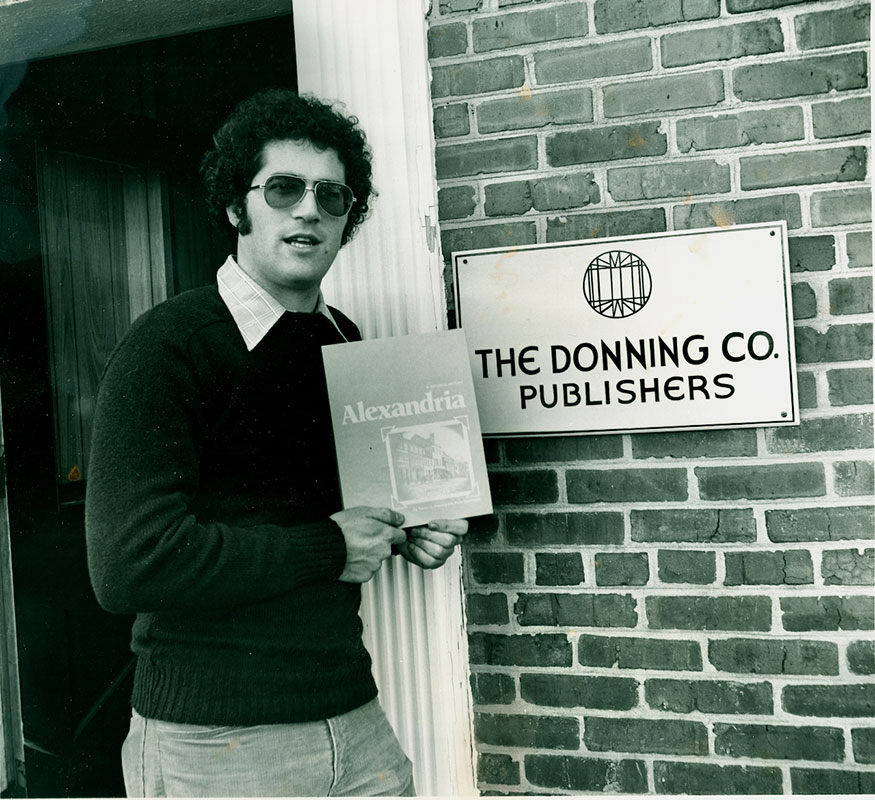 Alexandria
THE DONNING CO.
PUBLISHERS